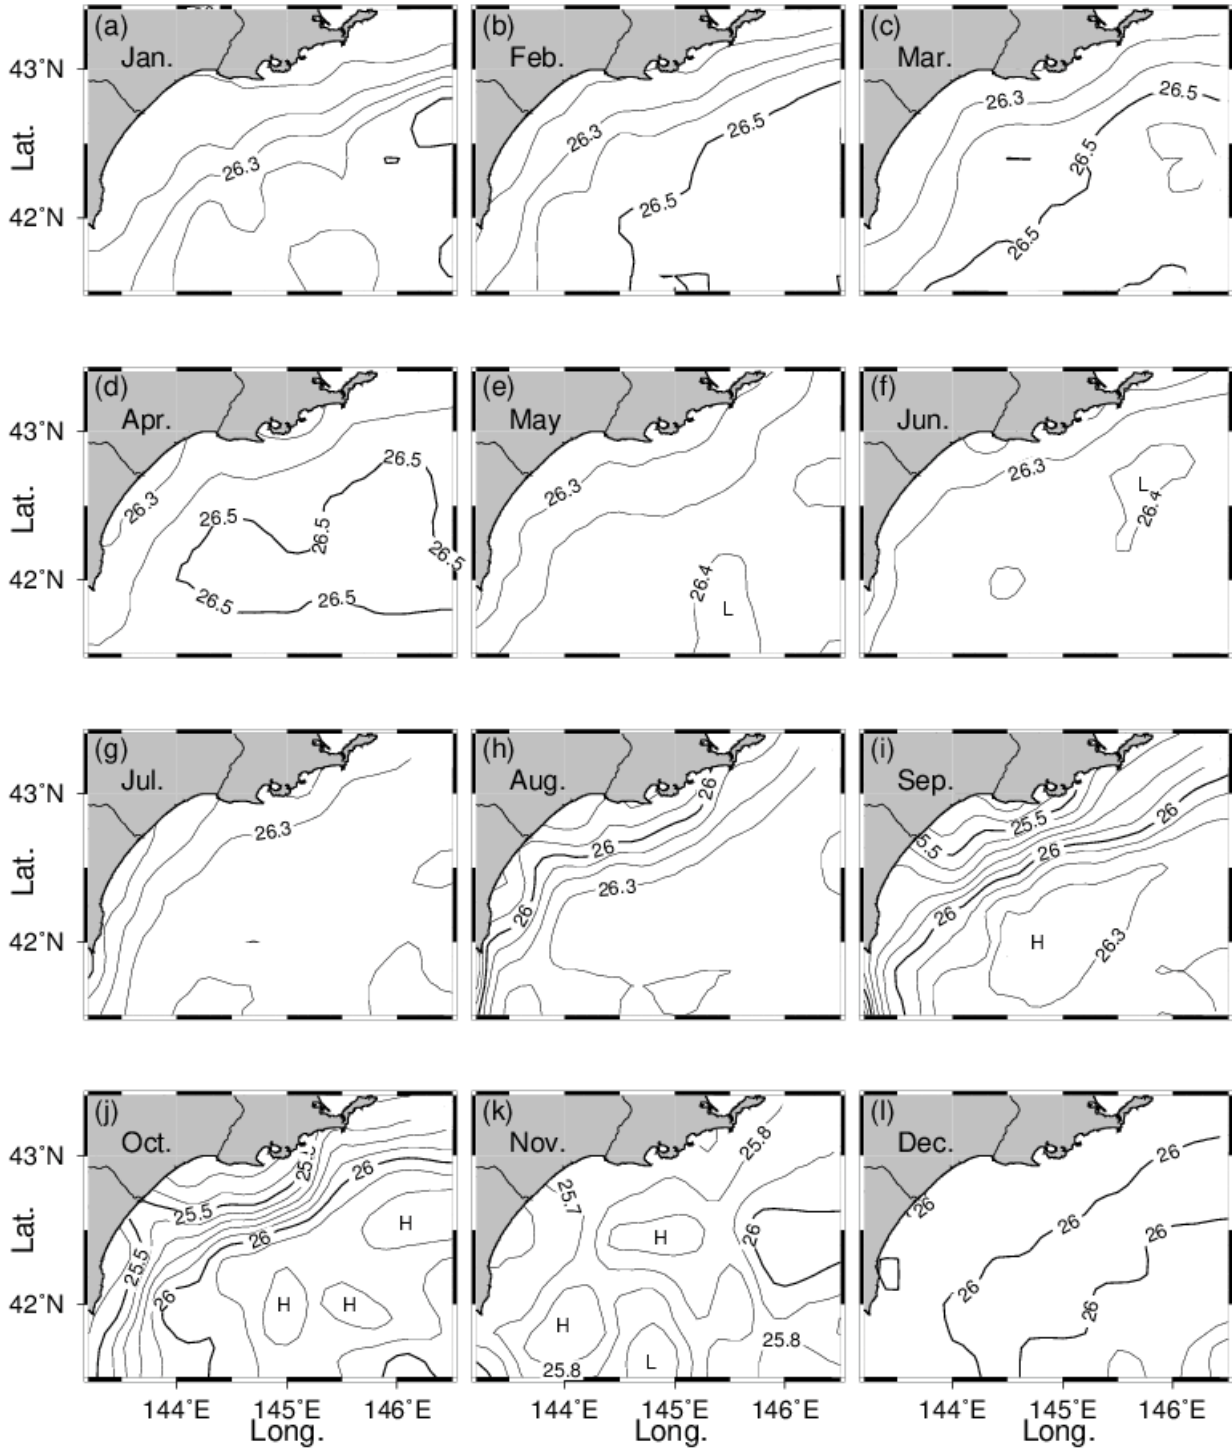 (a) (b) (c)
Jan. Feb. Mar.
43°N
26.5
26.3
26.3 26.5
Lat.
26.3 26.5
42°N 26.5
26.5
(d) (e) (f)
Apr. May Jun.
43°N
26.5 26.3
26.3 L
26.3 26.5 26.5 26.4
Lat.
26.5
42°N 26.4
26.5 26.5 L
(g) (h) (i)
Jul. Aug. Sep.
43°N 26
26.3 25.5 26
26 5.5 26
Lat.
26.3
26 26
42°N H 26.3
(j) (k) (l)
Oct. Nov. Dec.
43°N 25.8 26
26
25.5 25.7 26
H 26
Lat.
26 H 26 26
25.5
42°N 26 H H 26 26
H
25.8
25.8 L
144°E 145°E 146°E 144°E 145°E 146°E 144°E 145°E 146°E
Long. Long. Long.